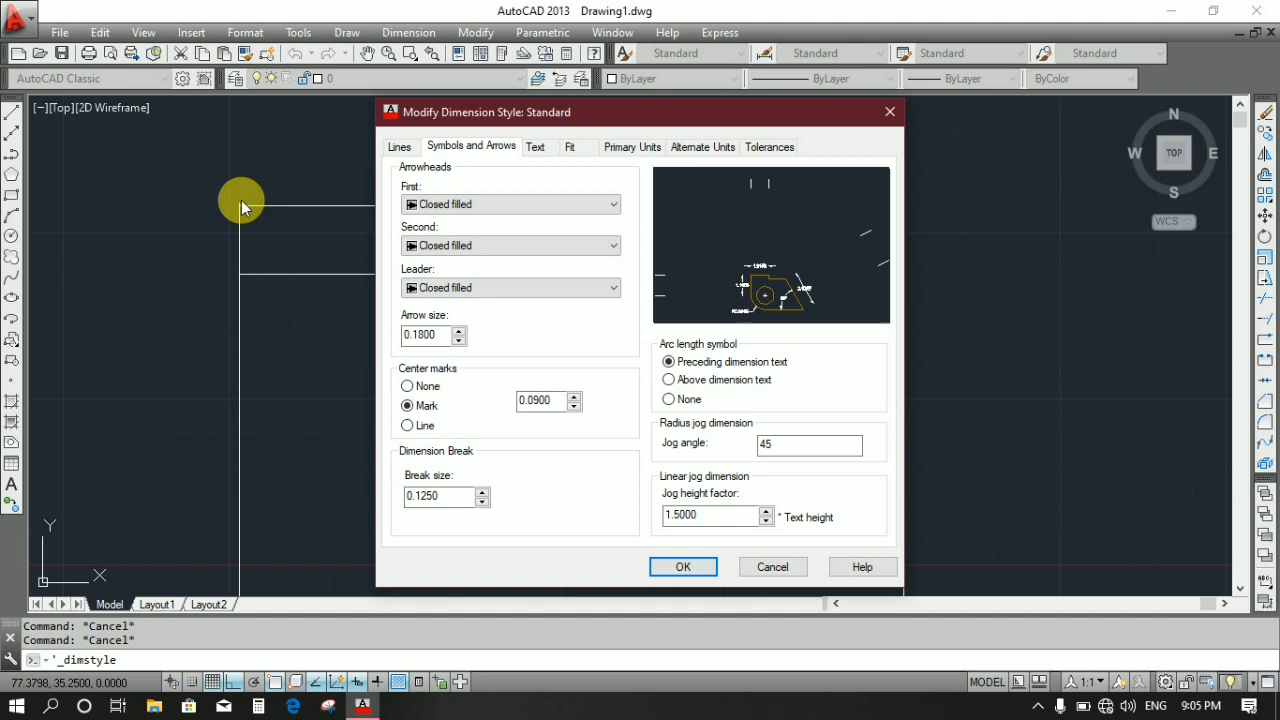 AutoCAD 2013 Drawing1.dwg
File Edit View Insert Format Tools Draw Dimension Modify Parametric Window Help Express
Standard Standard Standard Standard
AutoCAD Classic 0 ByLayer ByLayer ByLayer ByColor
[−][Top][2D Wireframe]
Modify Dimension Style: Standard
Lines Symbols and Arrows Text Fit Primary Units Alternate Units Tolerances
Arrowheads
First:
Closed filled
Second:
Closed filled
Leader:
Closed filled
Arrow size:
0.1800
Center marks
None
Mark
0.0900
Line
Dimension Break
Break size:
0.1250
Arc length symbol
Preceding dimension text
Above dimension text
None
Radius jog dimension
Jog angle:
45
Linear jog dimension
Jog height factor:
1.5000
* Text height
OK Cancel Help
N
W TOP E
S
WCS
Y
X
Model Layout1 Layout2
Command: *Cancel*
Command: *Cancel*
'_dimstyle
77.3798, 35.2500, 0.0000
MODEL
1:1
ENG 9:05 PM